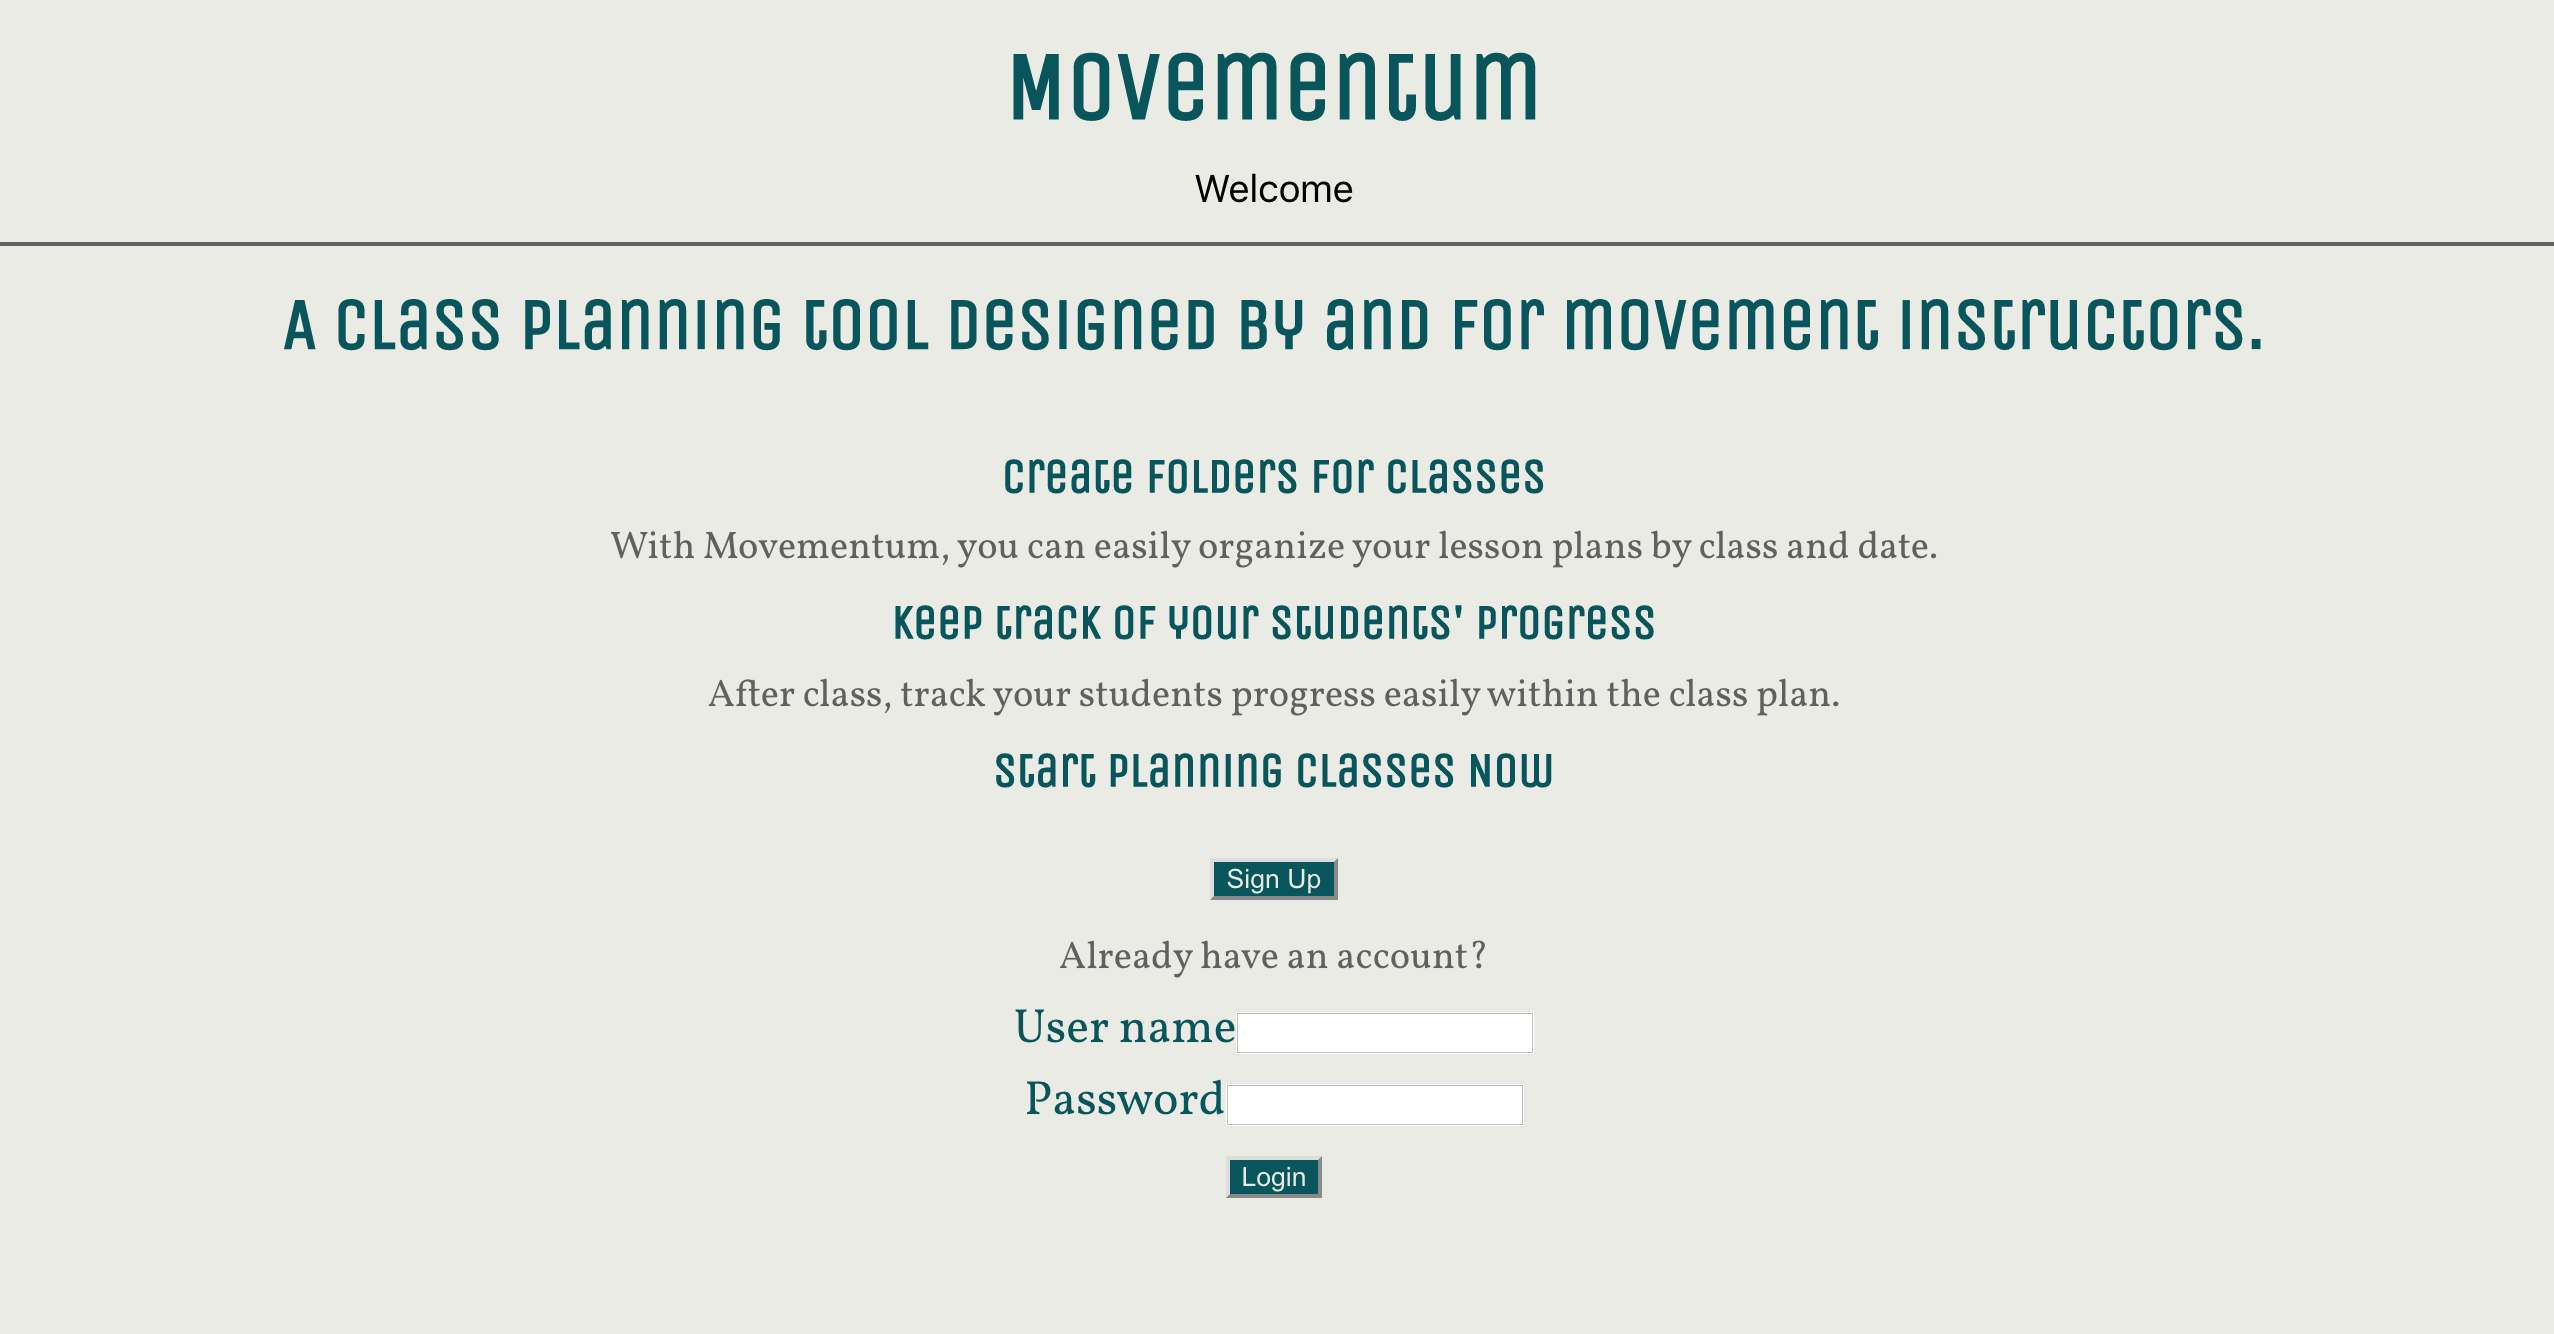 Movementum
Welcome
A class planning tool designed by and for movement instructors.
Create folders for classes
With Movementum, you can easily organize your lesson plans by class and date.
Keep track of your students' progress
After class, track your students progress easily within the class plan.
Start planning classes now
Sign Up
Already have an account?
User name
Password
Login